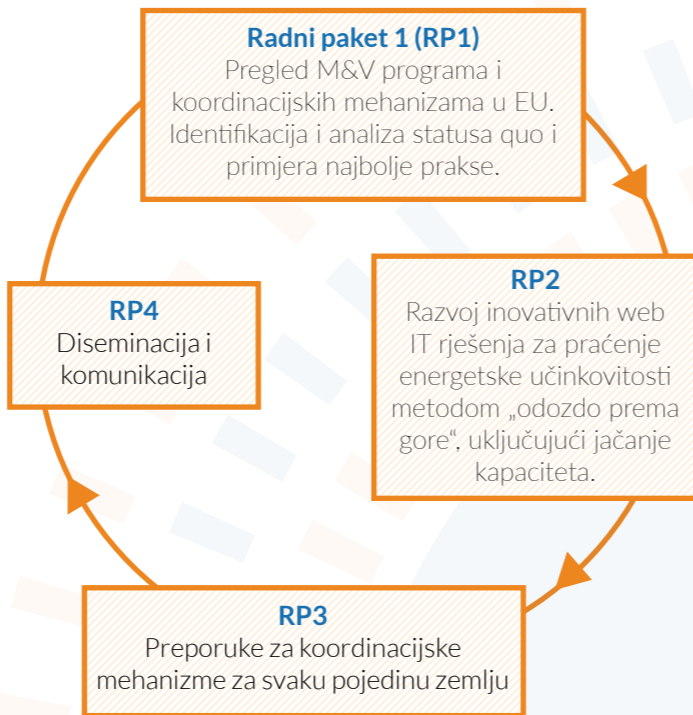 Radni paket 1 (RP1)
Pregled M&V programa i
koordinacijskih mehanizama u EU.
Identifikacija i analiza statusa quo i
primjera najbolje prakse.
RP2
Razvoj inovativnih web
IT rješenja za praćenje
energetske učinkovitosti
metodom „odozdo prema
gore“, uključujući jačanje
kapaciteta.
RP3
Preporuke za koordinacijske
mehanizme za svaku pojedinu zemlju
RP4
Diseminacija i
komunikacija